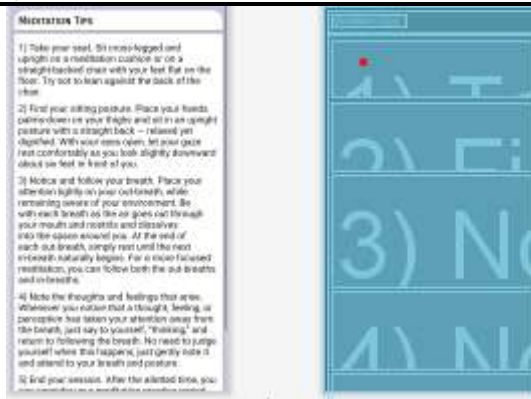 Meditation Tips
1) Take your seat. Sit cross-legged and
upright on a meditation cushion or on a
straight-backed chair with your feet flat on the
floor. Try not to lean against the back of the
chair.
2) Find your sitting posture. Place your hands
palms-down on your thighs and sit in an upright
posture with a straight back – relaxed yet
dignified. With your eyes open, let your gaze
rest comfortably as you look slightly downward
about six feet in front of you.
3) Notice and follow your breath. Place your
attention lightly on your out-breath, while
remaining aware of your environment. Be
with each breath as the air goes out through
your mouth and nostrils and dissolves
into the space around you. At the end of
each out-breath, simply rest until the next
in-breath naturally begins. For a more focused
meditation, you can follow both the out-breaths
and in-breaths.
4) Note the thoughts and feelings that arise.
Whenever you notice that a thought, feeling, or
perception has taken your attention away from
the breath, just say to yourself, "thinking," and
return to following the breath. No need to judge
yourself when this happens; just gently note it
and attend to your breath and posture.
5) End your session. After the allotted time, you
1) T
2) Fi
3) No
4) No